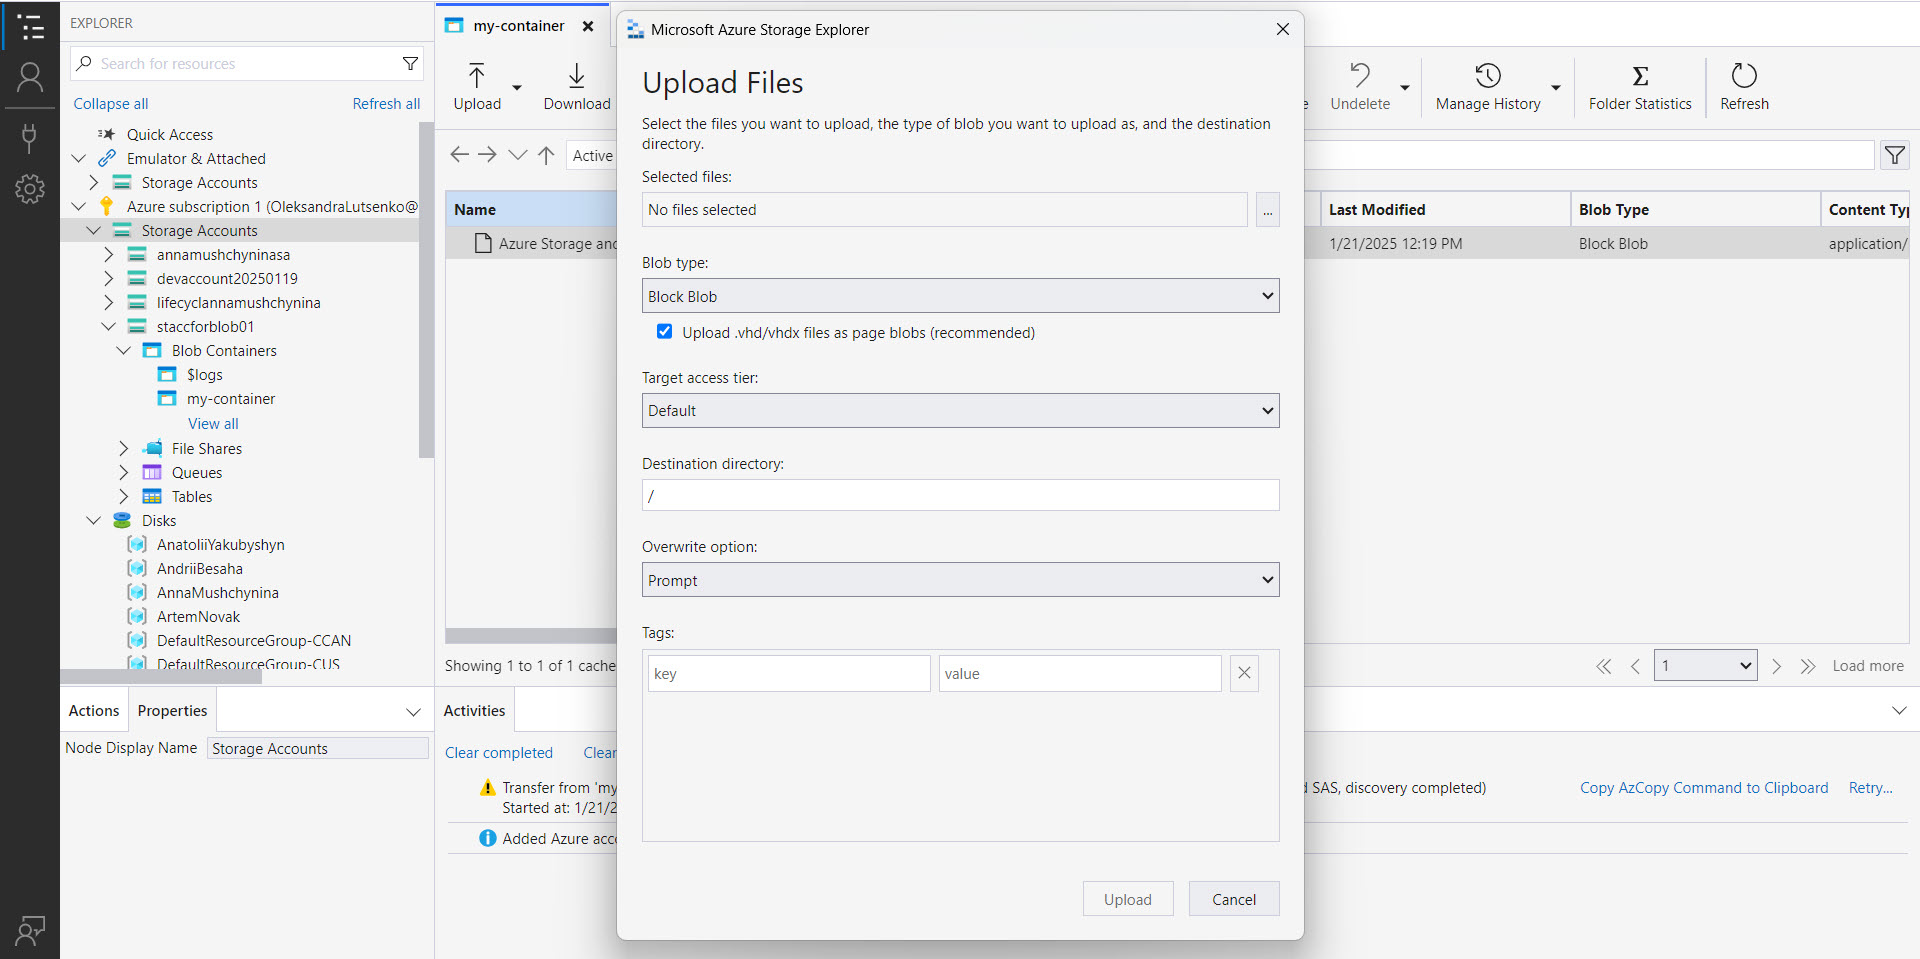 EXPLORER
Search for resources
Collapse all
Refresh all
Quick Access
Emulator & Attached
Storage Accounts
Azure subscription 1 (OleksandraLutsenko@
Storage Accounts
annamushchyninasa
devaccount20250119
lifecyclannamushchynina
staccforblob01
Blob Containers
$logs
my-container
View all
File Shares
Queues
Tables
Disks
AnatoliiYakubyshyn
AndriiBesaha
AnnaMushchynina
ArtemNovak
DefaultResourceGroup-CCAN
DefaultResourceGroup-CUS
Actions
Properties
Node Display Name
Storage Accounts
my-container
Upload
Download
Undelete
Manage History
Folder Statistics
Refresh
Active
Name
Last Modified
Blob Type
Content Typ
Azure Storage and
1/21/2025 12:19 PM
Block Blob
application/
Showing 1 to 1 of 1 cache
1
Load more
Activities
Clear completed
Clear
Transfer from 'my
SAS, discovery completed)
Started at: 1/21/2
Copy AzCopy Command to Clipboard
Retry...
Added Azure acco
Microsoft Azure Storage Explorer
Upload Files
Select the files you want to upload, the type of blob you want to upload as, and the destination
directory.
Selected files:
No files selected
...
Blob type:
Block Blob
Upload .vhd/vhdx files as page blobs (recommended)
Target access tier:
Default
Destination directory:
/
Overwrite option:
Prompt
Tags:
key
value
Upload
Cancel